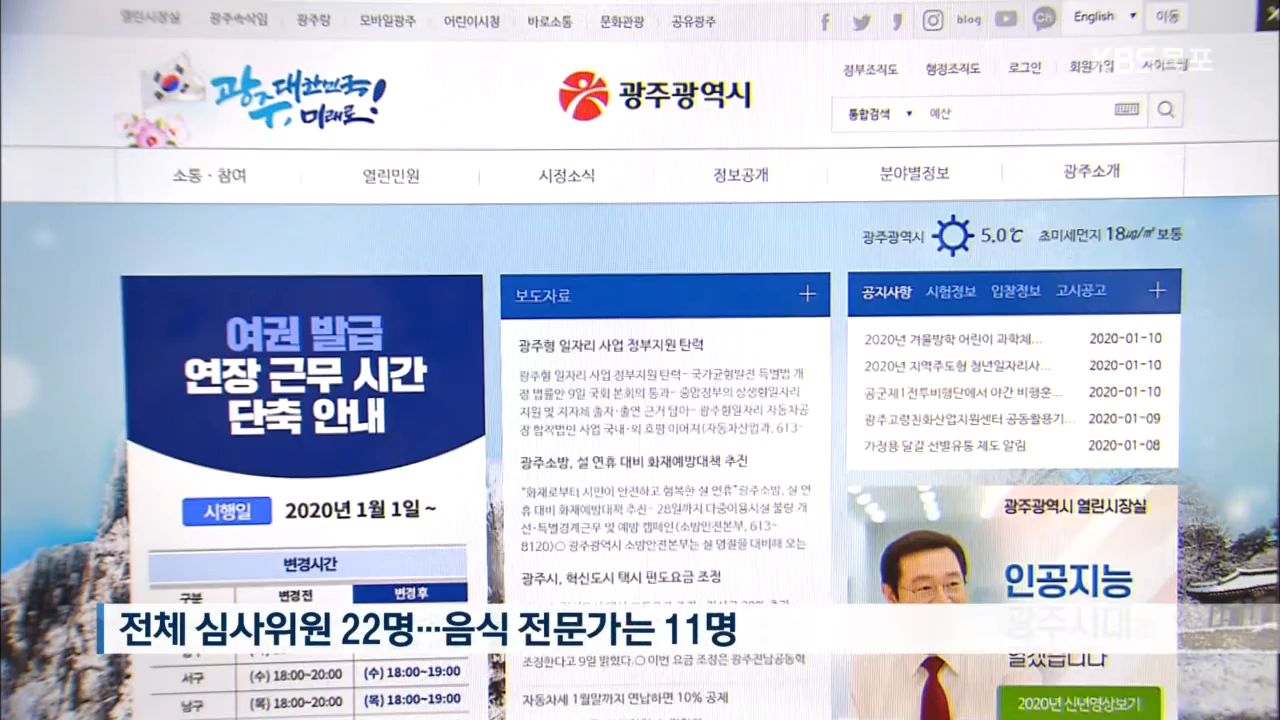 열린시장실 광주속삭임 광주랑 모바일광주 어린이시청 바로소통 문화관광 공유광주 blog Ch English 이동
KBS 목포
광주, 대한민국
미래로!
광주광역시
정부조직도 행정조직도 로그인 회원가입 사이트맵
통합검색 예산
소통·참여 열린민원 시정소식 정보공개 분야별정보 광주소개
광주광역시 5.0℃ 초미세먼지 18㎍/㎥ 보통
여권 발급
연장 근무 시간
단축 안내
시행일 2020년 1월 1일 ~
변경시간
구분 변경전 변경후
서구 (수) 18:00~20:00 (수) 18:00~19:00
남구 (목) 18:00~20:00 (목) 18:00~19:00
보도자료
광주형 일자리 사업 정부지원 탄력
광주형 일자리 사업 정부지원 탄력- 국가균형발전 특별법 개
정 법률안 9일 국회 본회의 통과- 중앙정부의 상생형일자리
지원 및 지자체 출자·출연 근거 담아- 광주형일자리 자동차공
장 합작법인 사업 국내·외 호평 이어져(자동차산업과, 613-
광주소방, 설 연휴 대비 화재예방대책 추진
“화재로부터 시민이 안전하고 행복한 설 연휴”광주소방, 설 연
휴 대비 화재예방대책 추진- 28일까지 다중이용시설 불량 개
선·특별경계근무 및 예방 캠페인(소방안전본부, 613-
8120)○ 광주광역시 소방안전본부는 설 명절을 대비해 오는
광주시, 혁신도시 택시 편도요금 조정
조정한다고 9일 밝혔다.○ 이번 요금 조정은 광주전남공동혁
자동차세 1월말까지 연납하면 10% 공제
공지사항 시험정보 입찰정보 고시공고
2020년 겨울방학 어린이 과학체... 2020-01-10
2020년 지역주도형 청년일자리사... 2020-01-10
공군제1전투비행단에서 야간 비행훈... 2020-01-10
광주고령친화산업지원센터 공동활용기... 2020-01-09
가정용 달걀 선별유통 제도 알림 2020-01-08
광주광역시 열린시장실
인공지능
광주시대
열겠습니다
2020년 신년영상보기
전체 심사위원 22명…음식 전문가는 11명